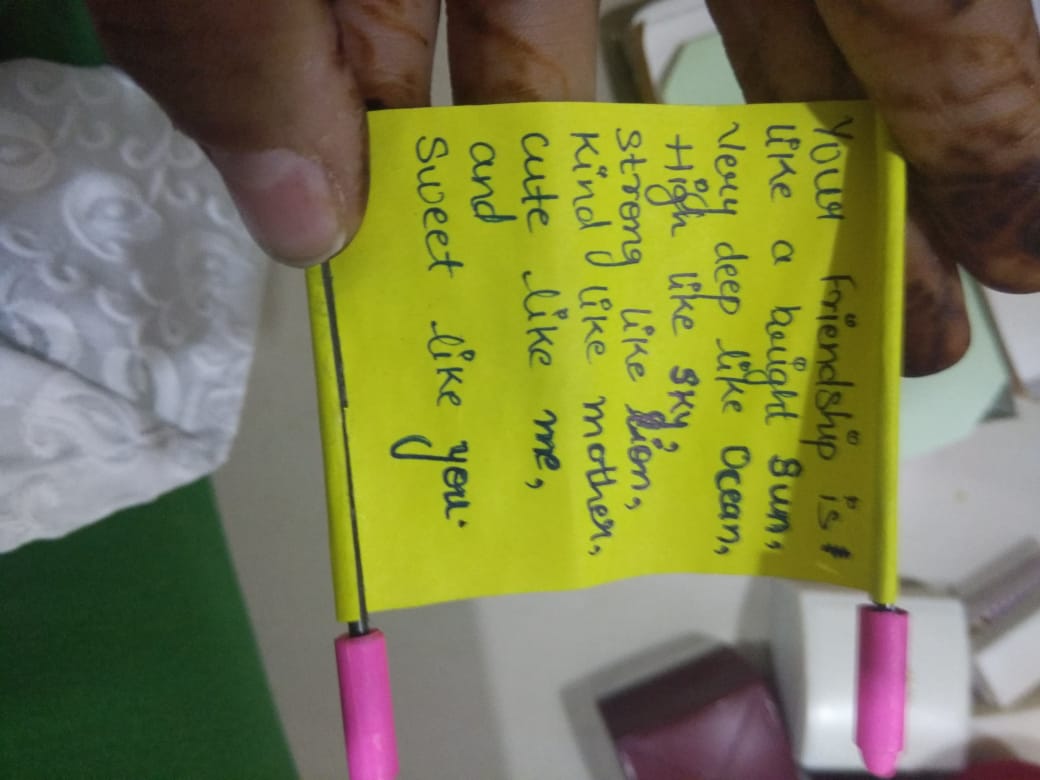 Your friendship is
like a bright Sun,
Very deep like Ocean,
High like sky,
strong like lion,
kind like mother,
cute like me,
and
Sweet like you.